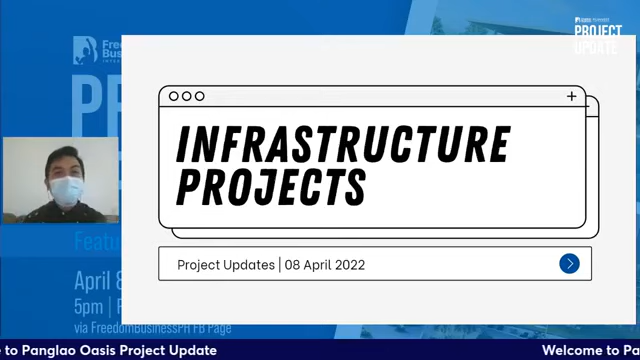 PROJECT
UPDATE
INFRASTRUCTURE
PROJECTS
Project Updates | 08 April 2022
April 8
5pm |
via FreedomBusinessPH FB Page
e to Panglao Oasis Project Update
Welcome to Pa